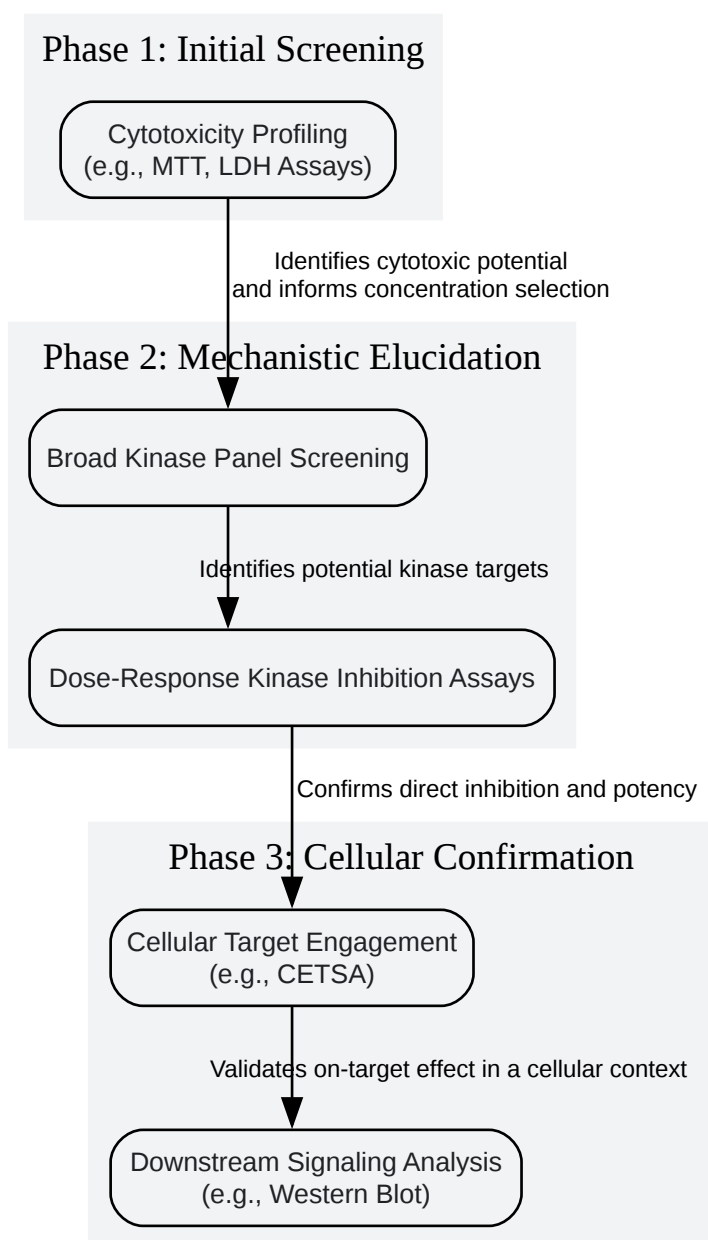 Phase 1: Initial Screening
Cytotoxicity Profiling
(e.g., MTT, LDH Assays)
Identifies cytotoxic potential
and informs concentration selection
Phase 2: Mechanistic Elucidation
Broad Kinase Panel Screening
Identifies potential kinase targets
Dose-Response Kinase Inhibition Assays
Confirms direct inhibition and potency
Phase 3: Cellular Confirmation
Cellular Target Engagement
(e.g., CETSA)
Validates on-target effect in a cellular context
Downstream Signaling Analysis
(e.g., Western Blot)